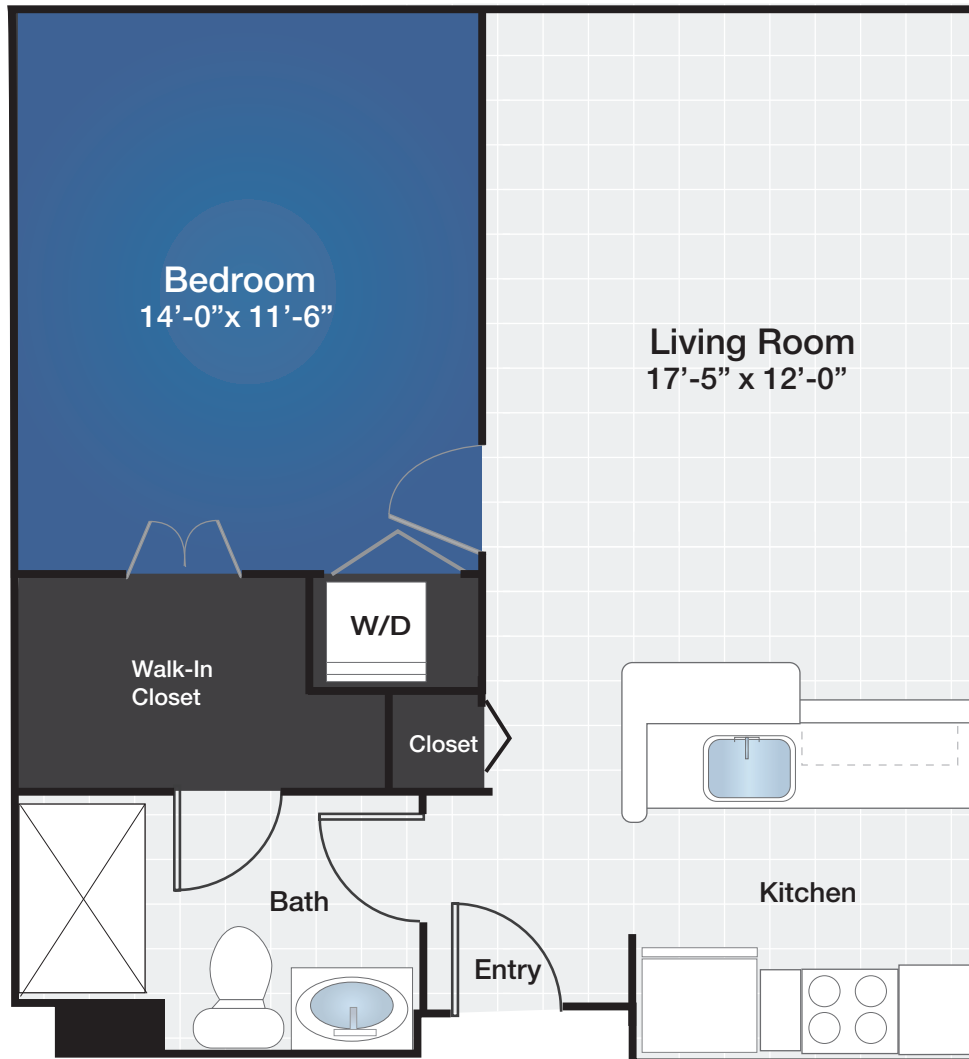 Bedroom
14’-0”x 11’-6”
Living Room
17’-5” x 12’-0”
W/D
Walk-In
Closet
Closet
Bath
Kitchen
Entry